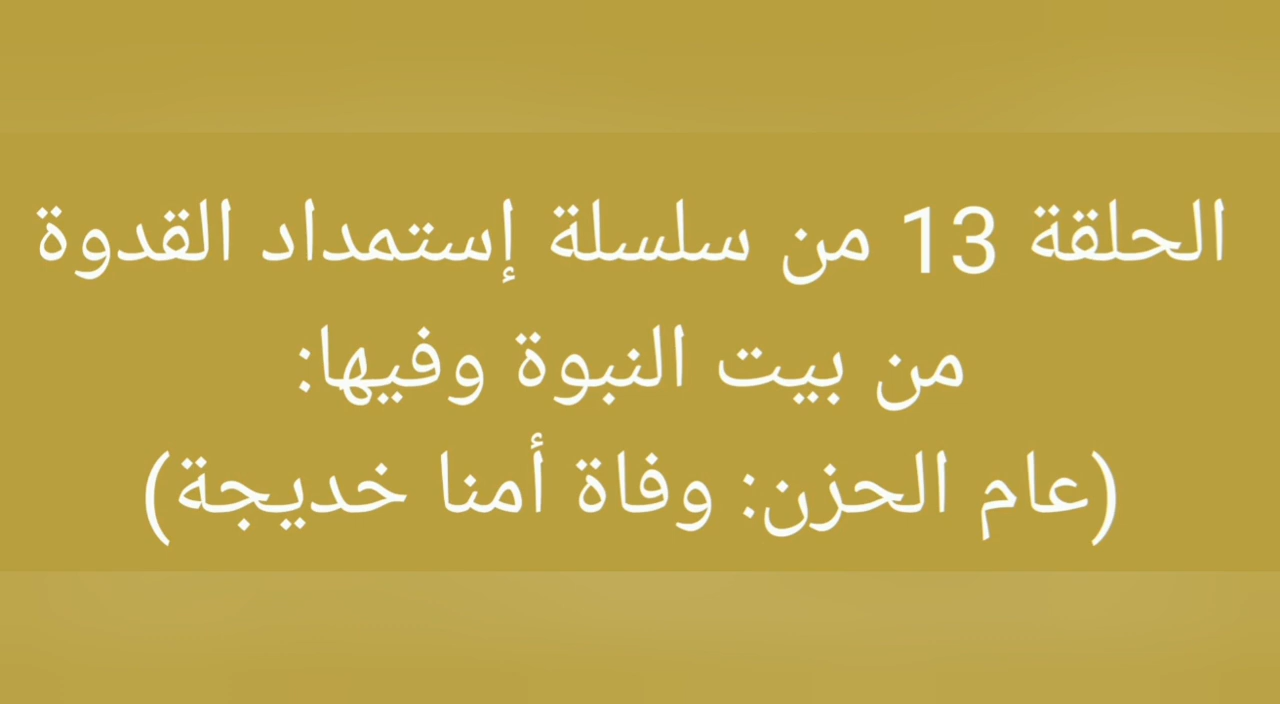 الحلقة 13 من سلسلة إستمداد القدوة
من بيت النبوة وفيها:
(عام الحزن: وفاة أمنا خديجة)